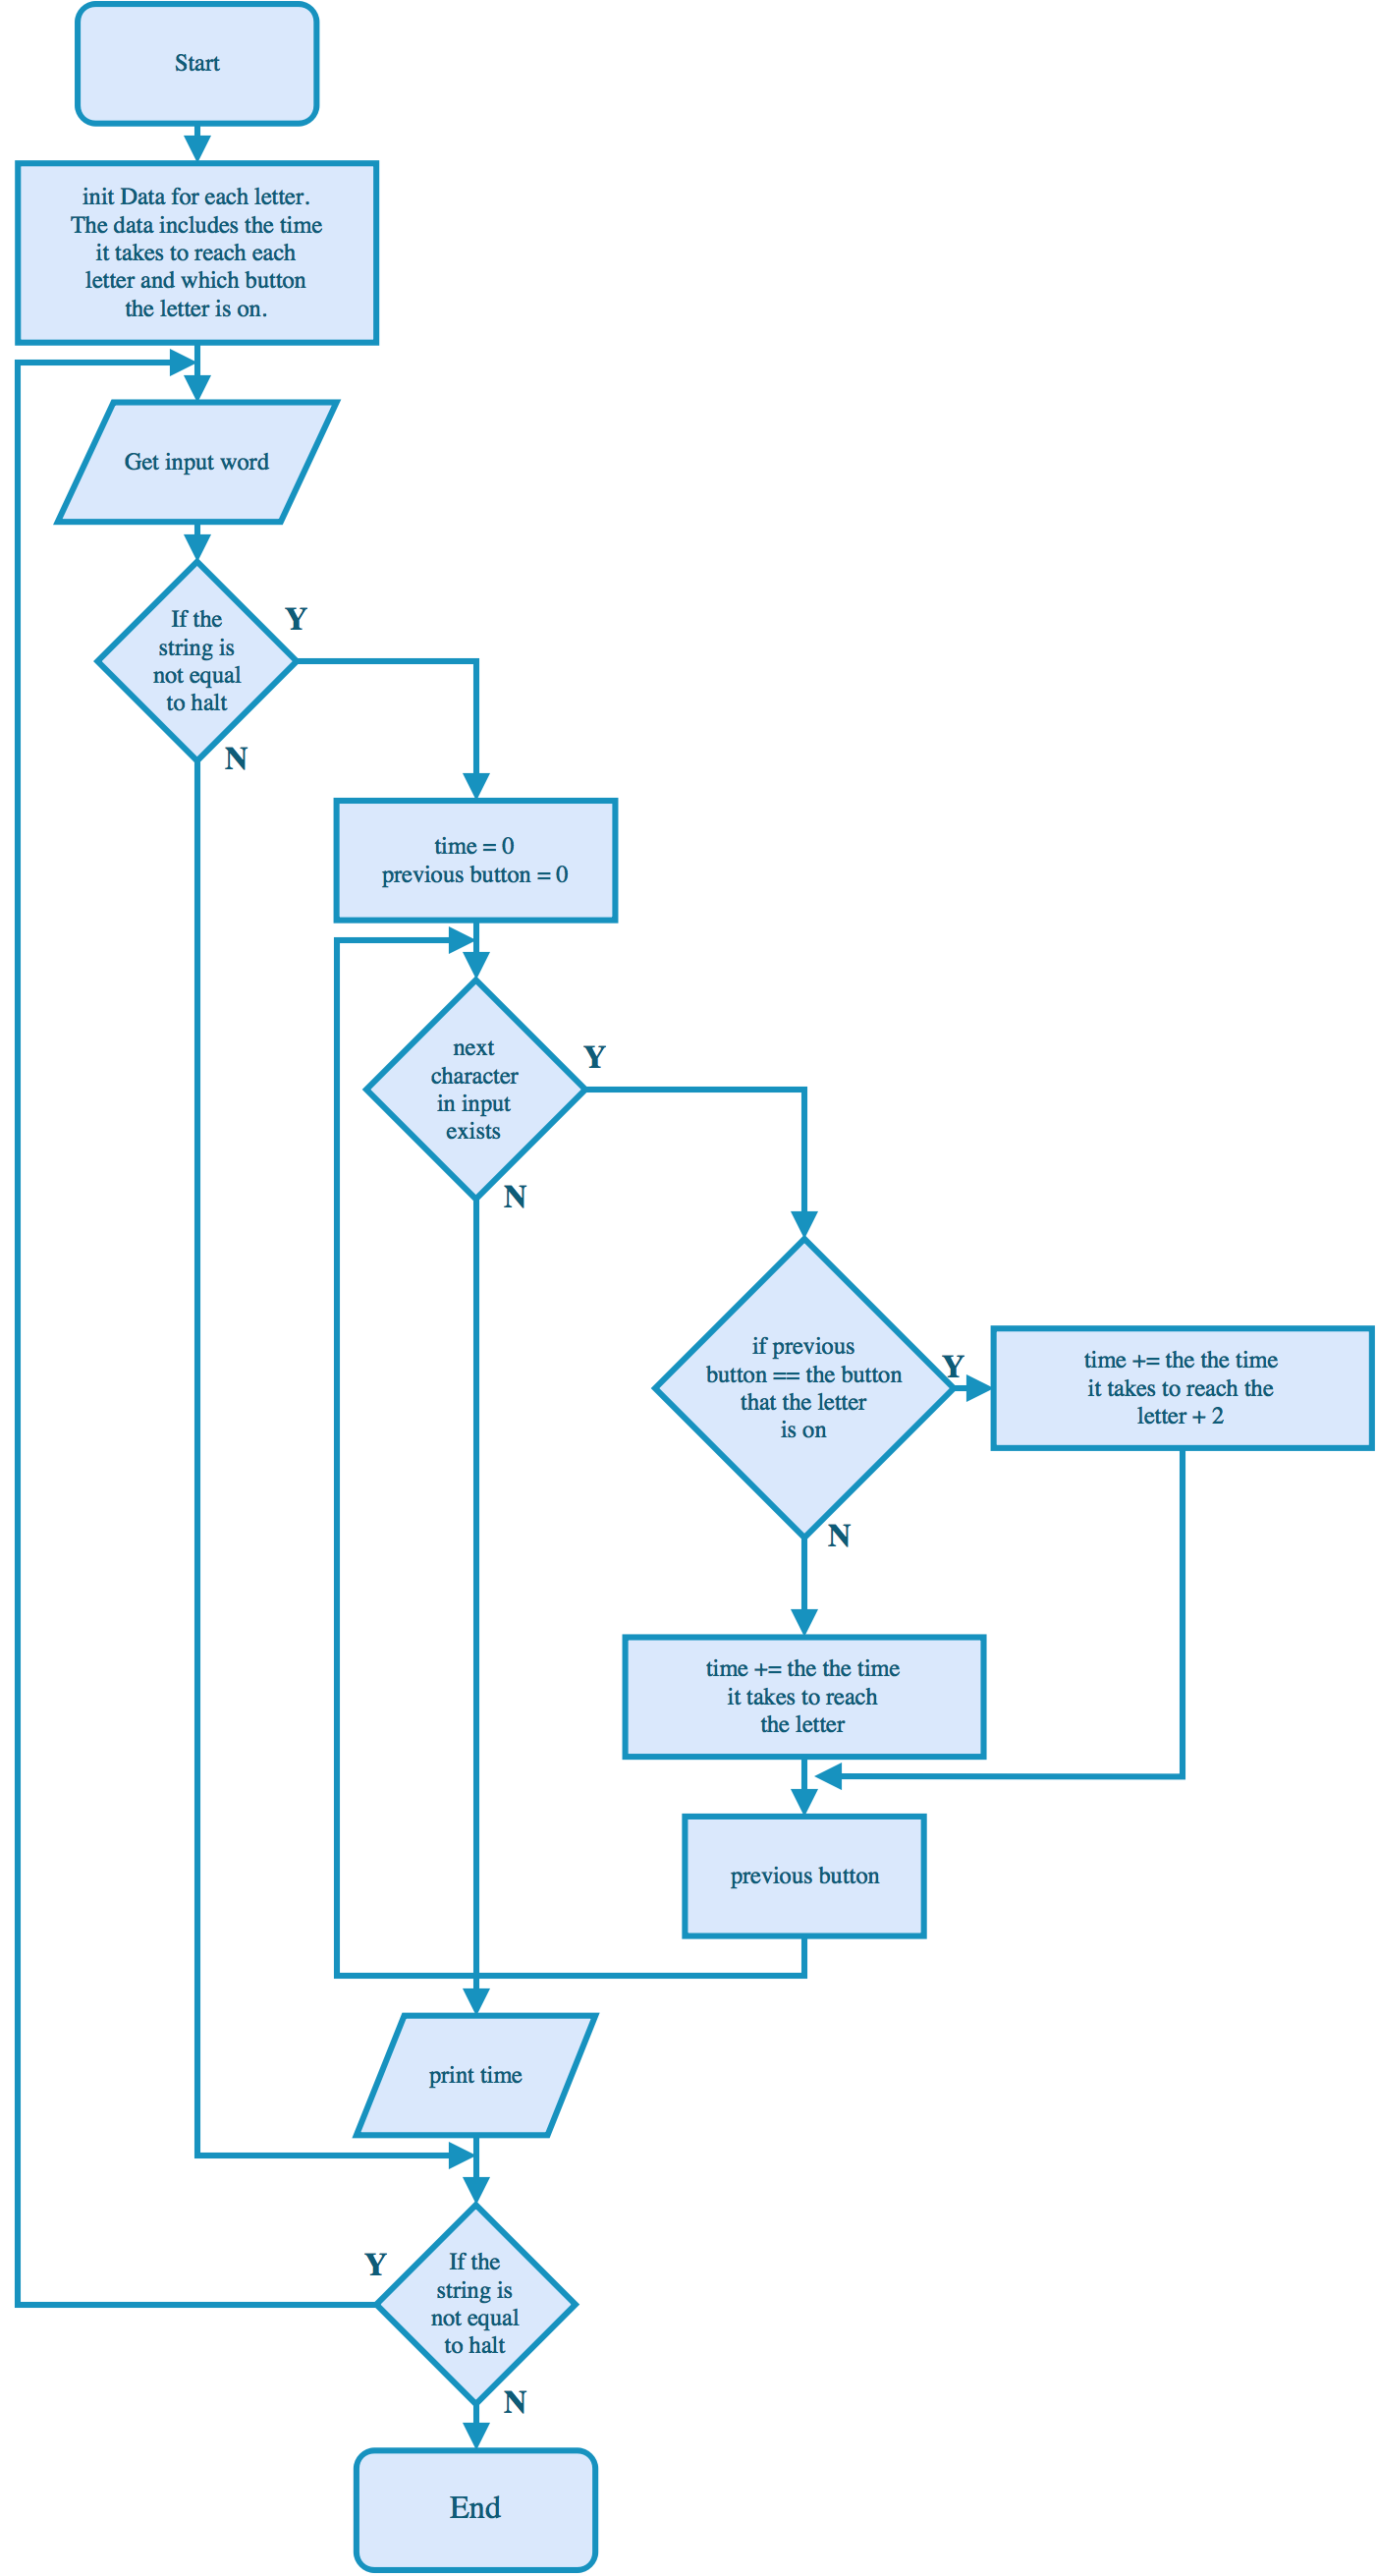 Start
init Data for each letter.
The data includes the time
it takes to reach each
letter and which button
the letter is on.
Get input word
If the
string is
not equal
to halt
Y
N
time = 0
previous button = 0
next
character
in input
exists
Y
N
if previous
button == the button
that the letter
is on
Y
time += the the time
it takes to reach the
letter + 2
N
time += the the time
it takes to reach
the letter
previous button
print time
If the
string is
not equal
to halt
Y
N
End